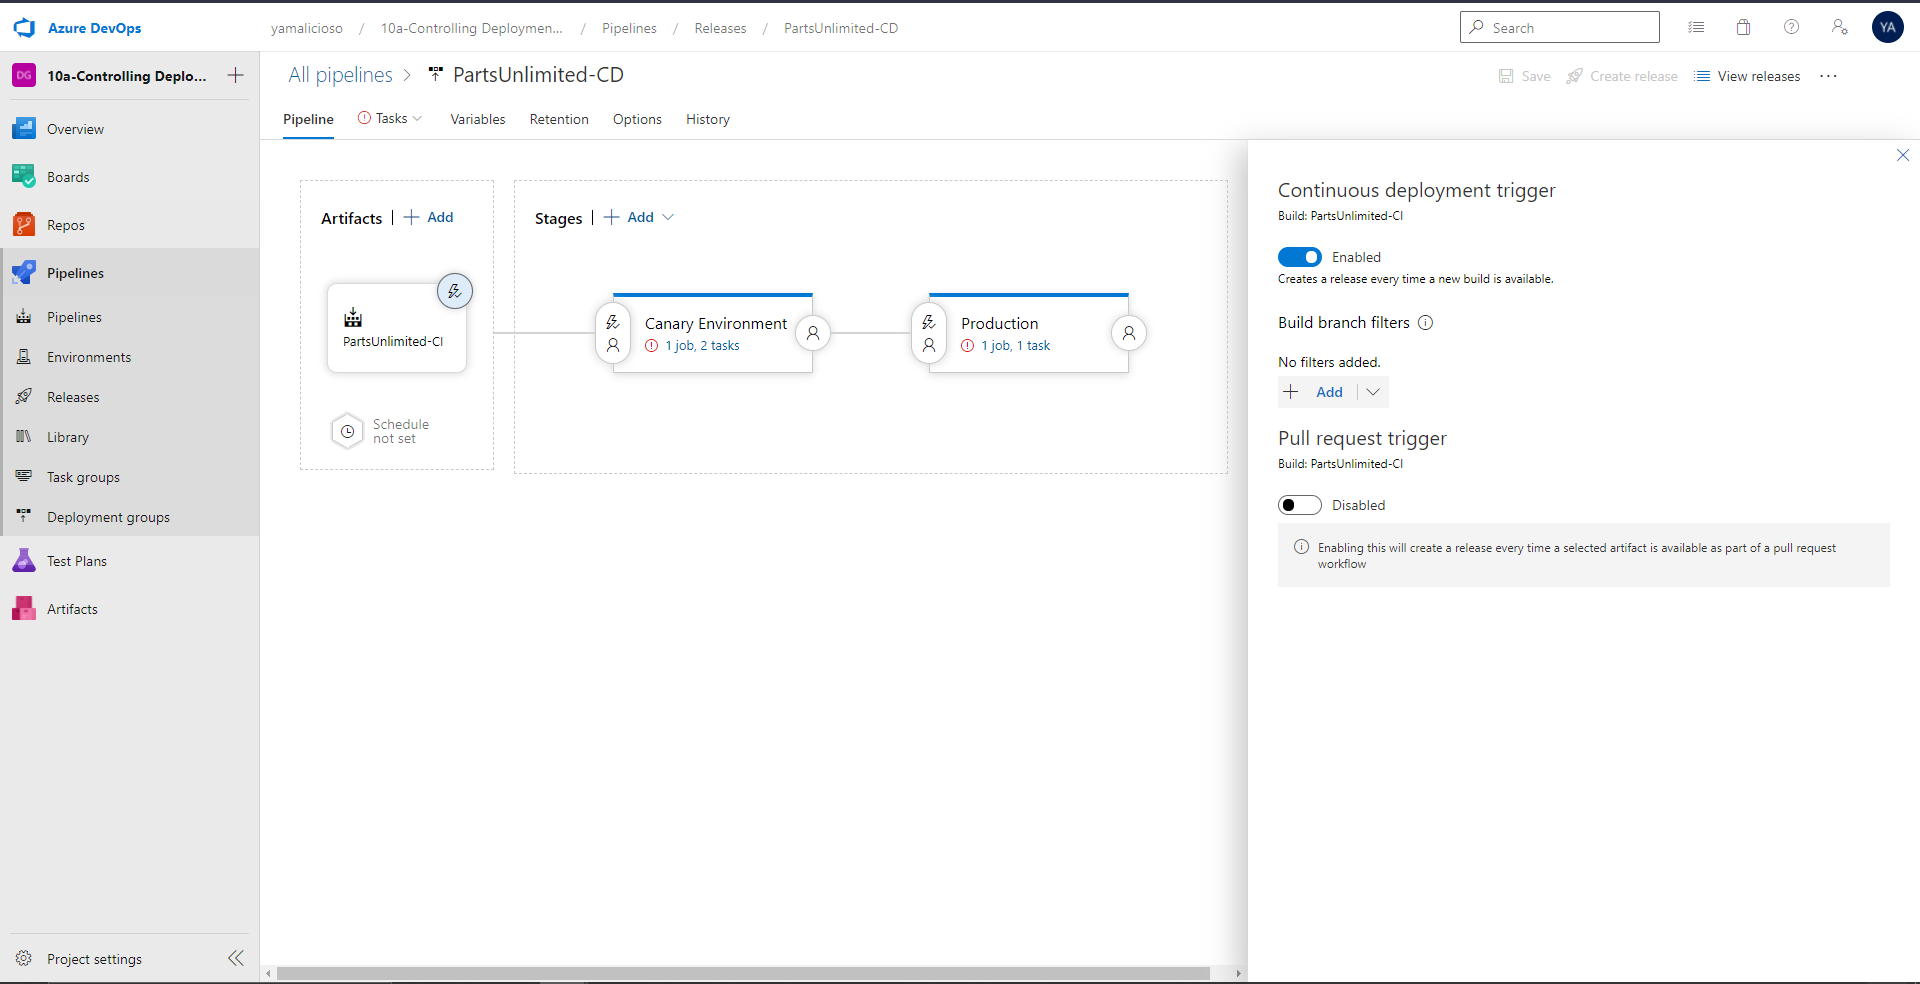 Azure DevOps
yamalicioso / 10a-Controlling Deploymen... / Pipelines / Releases / PartsUnlimited-CD
Search
YA
DG 10a-Controlling Deplo...
Overview
Boards
Repos
Pipelines
Pipelines
Environments
Releases
Library
Task groups
Deployment groups
Test Plans
Artifacts
Project settings
All pipelines > PartsUnlimited-CD
Save Create release View releases ...
Pipeline Tasks Variables Retention Options History
Artifacts | + Add
PartsUnlimited-CI
Schedule
not set
Stages | + Add
Canary Environment
1 job, 2 tasks
Production
1 job, 1 task
Continuous deployment trigger
Build: PartsUnlimited-CI
Enabled
Creates a release every time a new build is available.
Build branch filters
No filters added.
+ Add
Pull request trigger
Build: PartsUnlimited-CI
Disabled
Enabling this will create a release every time a selected artifact is available as part of a pull request
workflow